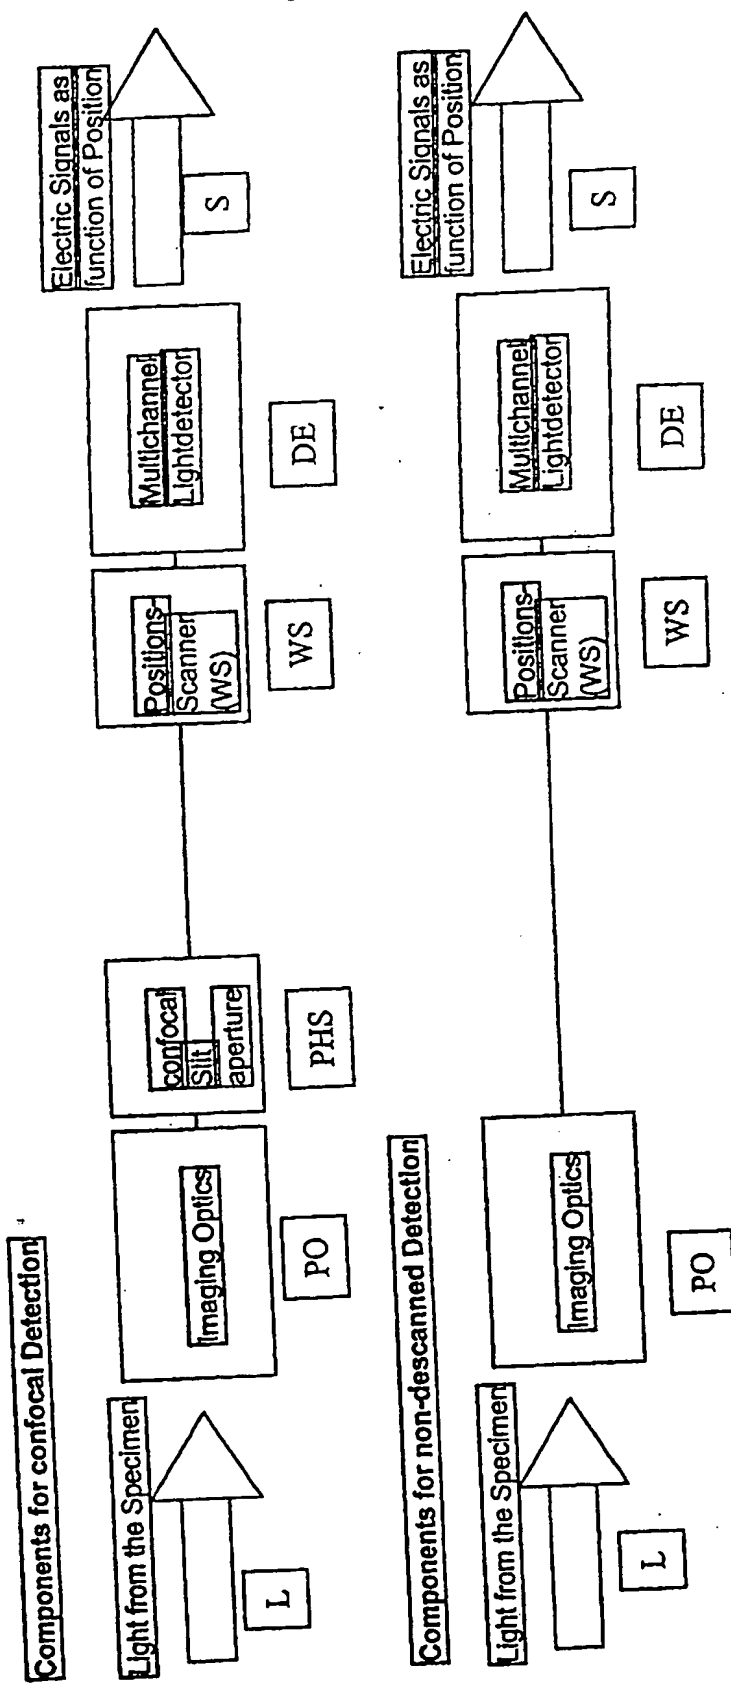 Components for confocal Detection
Light from the Specimen
L
Imaging Optics
PO
confocal
Slit
aperture
PHS
Positions-
Scanner
(WS)
WS
Multichannel
Lightdetector
DE
Electric Signals as
function of Position
S
Components for non-descanned Detection
Light from the Specimen
L
Imaging Optics
PO
Positions-
Scanner
(WS)
WS
Multichannel
Lightdetector
DE
Electric Signals as
function of Position
S